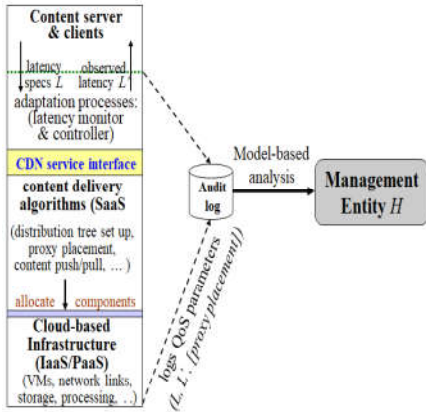 Content server
& clients
latency observed
specs L latency L'
adaptation processes:
(latency monitor
& controller)
CDN service interface
content delivery
algorithms (SaaS
(distribution tree set up,
proxy placement,
content push/pull, ... )
allocate components
Cloud-based
Infrastructure
(IaaS/PaaS)
(VMs, network links,
storage, processing, ..)
Audit
log
Model-based
analysis
Management
Entity H
logs QoS parameters
(L, L', [proxy placement])